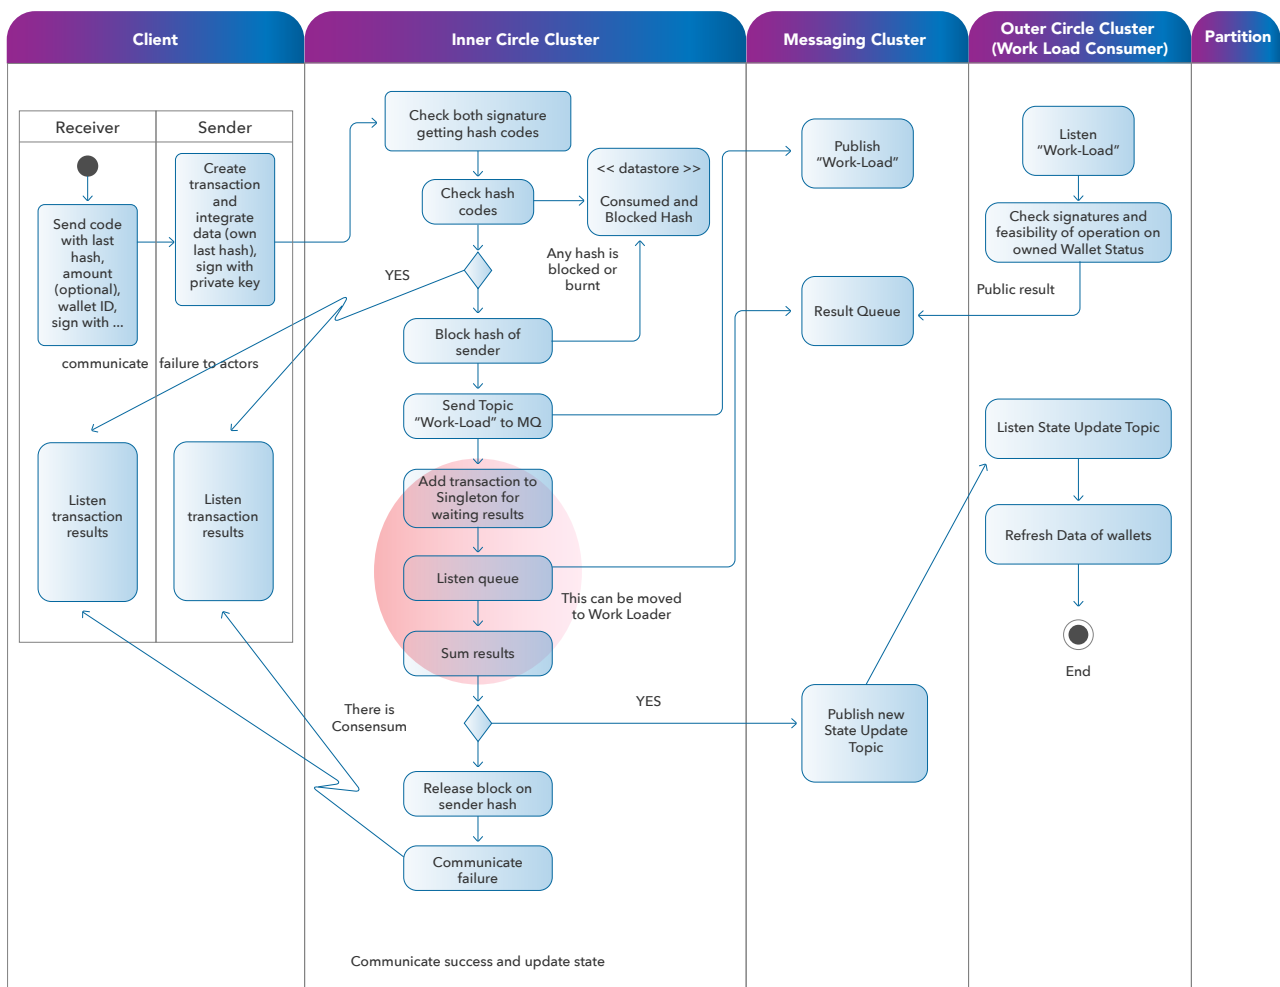 Client
Inner Circle Cluster
Messaging Cluster
Outer Circle Cluster
(Work Load Consumer)
Partition
Receiver
Sender
Send code
with last
hash,
amount
(optional),
wallet ID,
sign with ...
Create
transaction
and
integrate
data (own
last hash),
sign with
private key
communicate failure to actors
Listen
transaction
results
Listen
transaction
results
Check both signature
getting hash codes
Check hash
codes
<< datastore >>
Consumed and
Blocked Hash
YES
Any hash is
blocked or
burnt
Block hash of
sender
Send Topic
“Work-Load” to MQ
Add transaction to
Singleton for
waiting results
Listen queue
This can be moved
to Work Loader
Sum results
There is
Consensum
YES
Release block on
sender hash
Communicate
failure
Communicate success and update state
Publish
“Work-Load”
Result Queue
Publish new
State Update
Topic
Listen
“Work-Load”
Check signatures and
feasibility of operation on
owned Wallet Status
Public result
Listen State Update Topic
Refresh Data of wallets
End